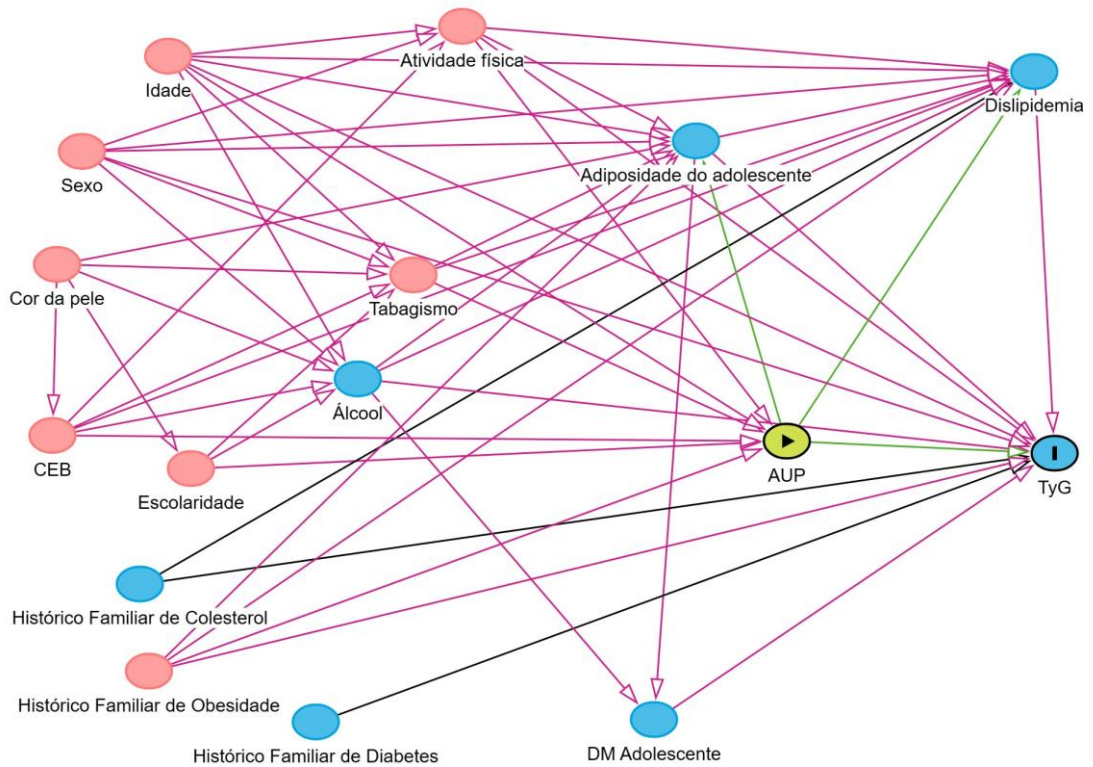 Atividade física
Idade
Dislipidemia
Sexo
Adiposidade do adolescente
Cor da pele
Tabagismo
Álcool
CEB
AUP
Escolaridade
TyG
Histórico Familiar de Colesterol
Histórico Familiar de Obesidade
Histórico Familiar de Diabetes
DM Adolescente